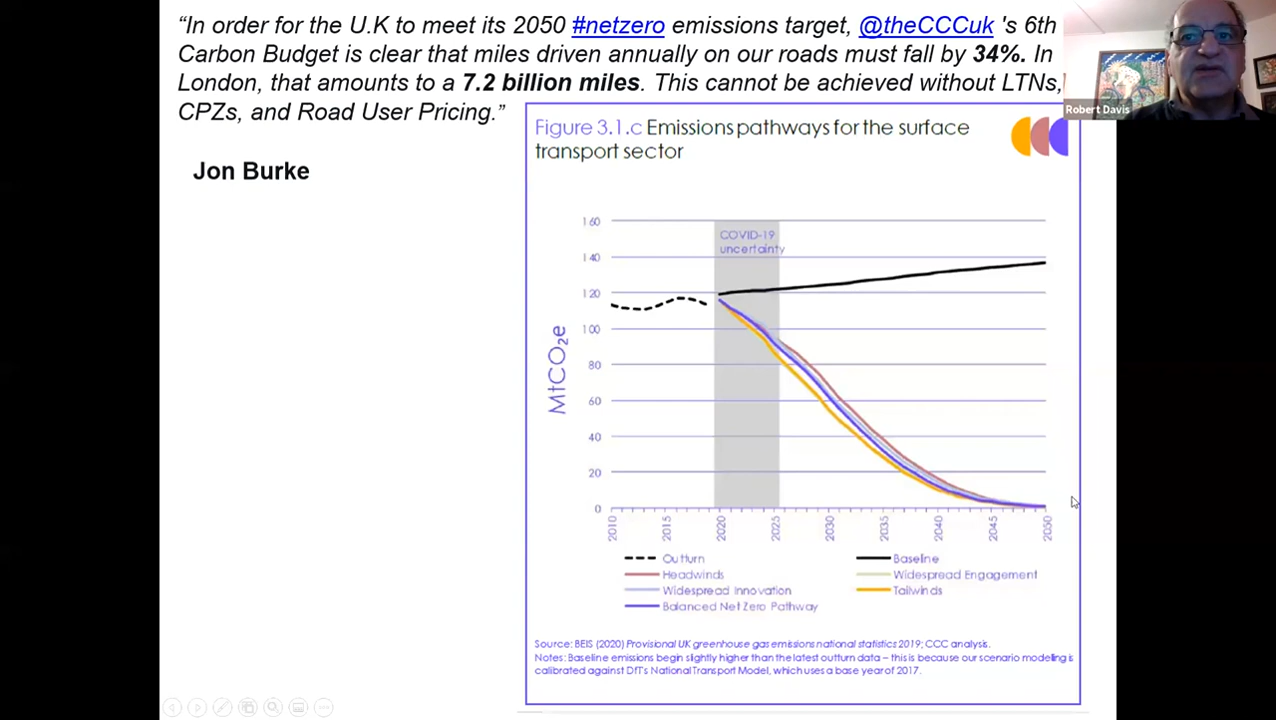 “In order for the U.K to meet its 2050 #netzero emissions target, @theCCCuk 's 6th
Carbon Budget is clear that miles driven annually on our roads must fall by 34%. In
London, that amounts to a 7.2 billion miles. This cannot be achieved without LTNs,
CPZs, and Road User Pricing.”
Robert Davis
Jon Burke
Figure 3.1.c Emissions pathways for the surface
transport sector
COVID-19
uncertainty
160
140
120
100
80
60
40
20
0
MtCO₂e
2010 2015 2020 2025 2030 2035 2040 2045 2050
Outturn Baseline
Headwinds Widespread Engagement
Widespread Innovation Tailwinds
Balanced Net Zero Pathway
Source: BEIS (2020) Provisional UK greenhouse gas emissions national statistics 2019; CCC analysis.
Notes: Baseline emissions begin slightly higher than the latest outturn data – this is because our scenario modelling is
calibrated against DfT's National Transport Model, which uses a base year of 2017.